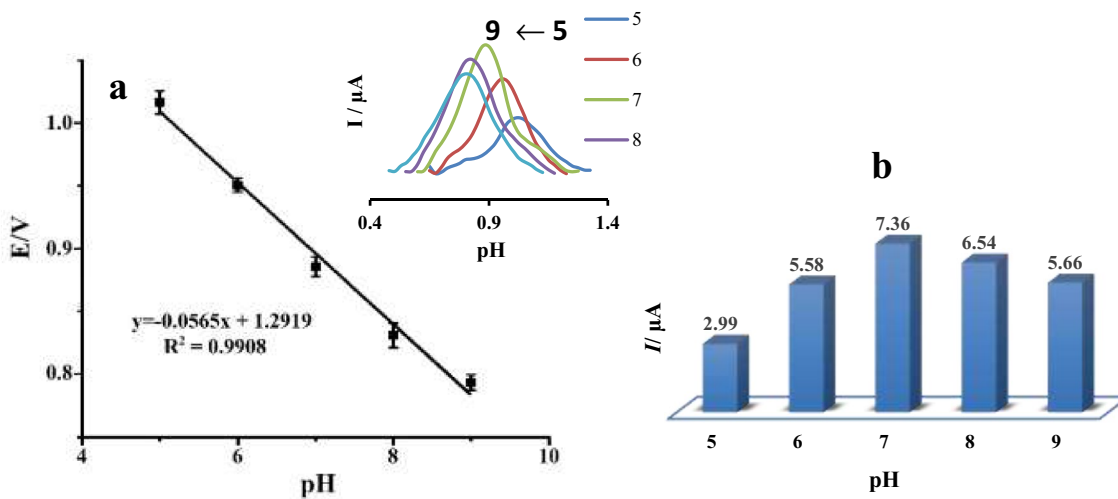 a
E/V
1.0
0.9
0.8
4
6
8
10
pH
y=-0.0565x + 1.2919
R² = 0.9908
9 ← 5
I / µA
0.4
0.9
1.4
pH
5
6
7
8
b
I/ µA
2.99
5.58
7.36
6.54
5.66
5
6
7
8
9
pH